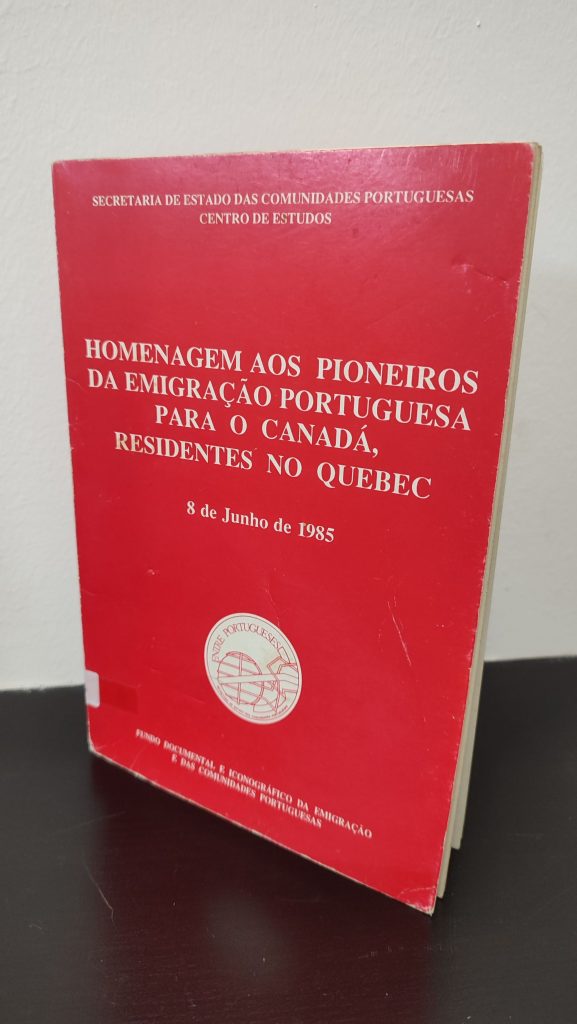 SECRETARIA DE ESTADO DAS COMUNIDADES PORTUGUESAS
CENTRO DE ESTUDOS
HOMENAGEM AOS PIONEIROS
DA EMIGRAÇÃO PORTUGUESA
PARA O CANADÁ,
RESIDENTES NO QUEBEC
8 de Junho de 1985
ENTRE PORTUGUESES
FUNDO DOCUMENTAL E ICONOGRÁFICO DA EMIGRAÇÃO
E DAS COMUNIDADES PORTUGUESAS